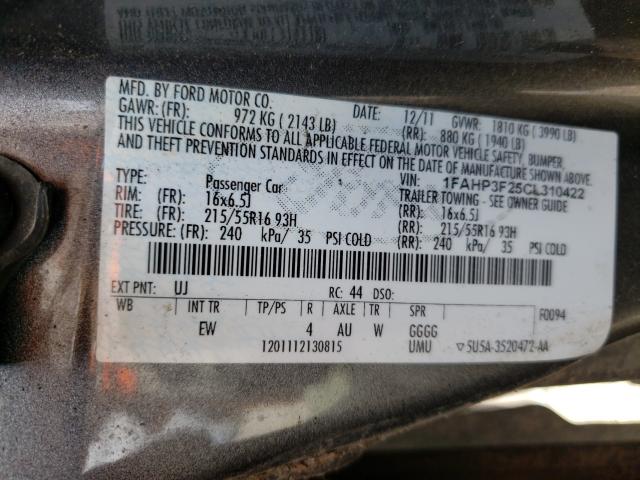 MFD. BY FORD MOTOR CO.
DATE: 12/11 GVWR: 1810 KG ( 3990 LB)
GAWR: (FR): 972 KG ( 2143 LB) (RR): 880 KG ( 1940 LB)
THIS VEHICLE CONFORMS TO ALL APPLICABLE FEDERAL MOTOR VEHICLE SAFETY, BUMPER,
AND THEFT PREVENTION STANDARDS IN EFFECT ON THE DATE OF MANUFACTURE SHOWN ABOVE.
VIN: 1FAHP3F25CL310422
TYPE: Passenger Car TRAILER TOWING - SEE OWNER GUIDE
RIM: (FR): 16x6.5J (RR): 16x6.5J
TIRE: (FR): 215/55R16 93H (RR): 215/55R16 93H
PRESSURE: (FR): 240 kPa/ 35 PSI COLD (RR): 240 kPa/ 35 PSI COLD
EXT PNT: UJ RC: 44 DSO:
WB INT TR TP/PS R AXLE TR SPR F0094
EW 4 AU W GGGG
1201112130815 UMU ▽5U5A-3520472-AA